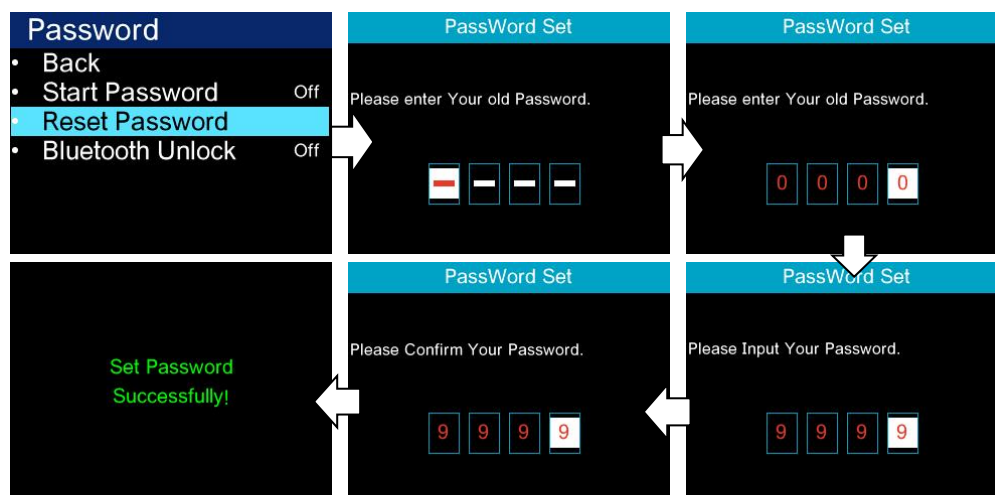 Password
• Back
• Start Password Off
• Reset Password
• Bluetooth Unlock Off
PassWord Set
Please enter Your old Password.
– – – –
PassWord Set
Please enter Your old Password.
0 0 0 0
PassWord Set
Please Input Your Password.
9 9 9 9
PassWord Set
Please Confirm Your Password.
9 9 9 9
Set Password
Successfully!